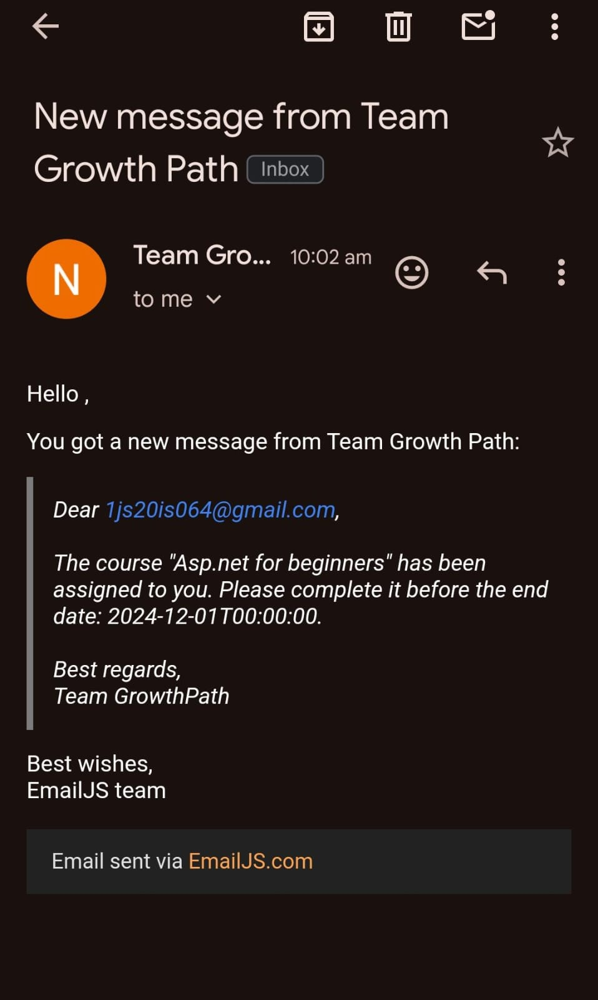 New message from Team
Growth Path Inbox
N
Team Gro... 10:02 am
to me
Hello ,
You got a new message from Team Growth Path:
Dear 1js20is064@gmail.com,
The course "Asp.net for beginners" has been
assigned to you. Please complete it before the end
date: 2024-12-01T00:00:00.
Best regards,
Team GrowthPath
Best wishes,
EmailJS team
Email sent via EmailJS.com